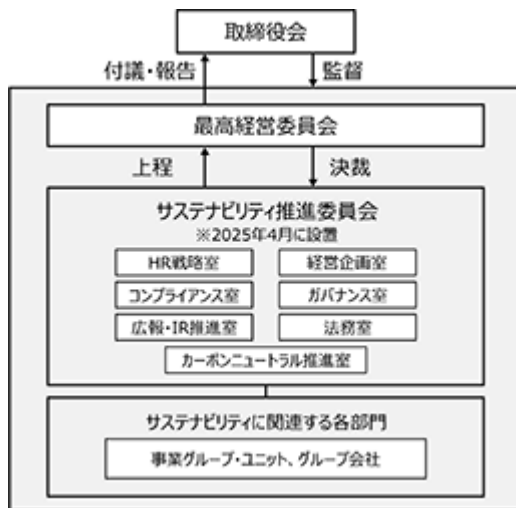 取締役会
付議・報告
監督
最高経営委員会
上程
決裁
サステナビリティ推進委員会
※2025年4月に設置
HR戦略室
経営企画室
コンプライアンス室
ガバナンス室
広報・IR推進室
法務室
カーボンニュートラル推進室
サステナビリティに関連する各部門
事業グループ・ユニット、グループ会社